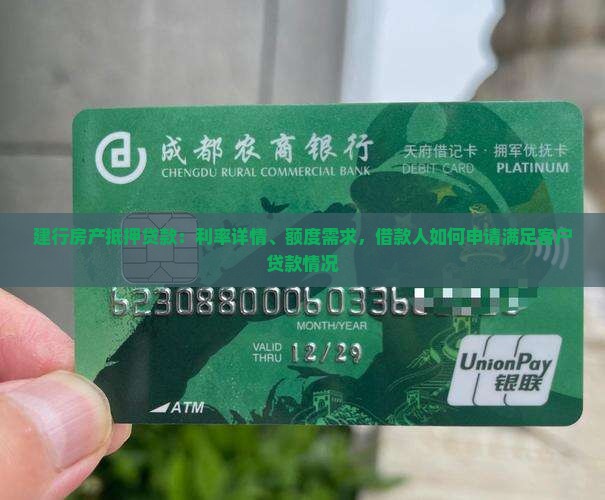 成都农商银行
CHENGDU RURAL COMMERCIAL BANK
天府借记卡·拥军优抚卡
DEBIT CARD PLATINUM
建行房产抵押贷款：利率详情、额度需求，借款人如何申请满足客户
贷款情况
MONTH/YEAR
VALID
THRU 12/29
ATM
UnionPay
银联